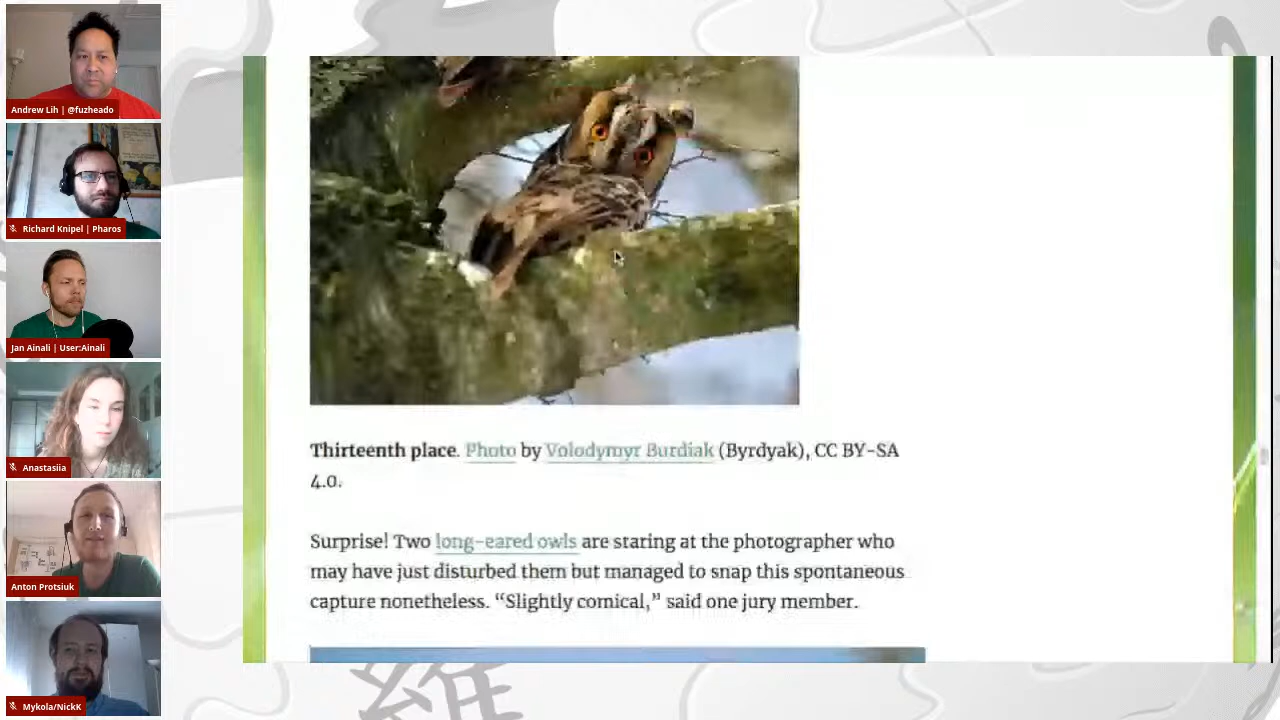 Andrew Lih | @fuzheado
Richard Knipel | Pharos
Jan Ainali | User:Ainali
Anastasiia
Anton Protsiuk
Mykola/NickK
Thirteenth place. Photo by Volodymyr Burdiak (Byrdyak), CC BY-SA
4.0.
Surprise! Two long-eared owls are staring at the photographer who
may have just disturbed them but managed to snap this spontaneous
capture nonetheless. “Slightly comical,” said one jury member.
維